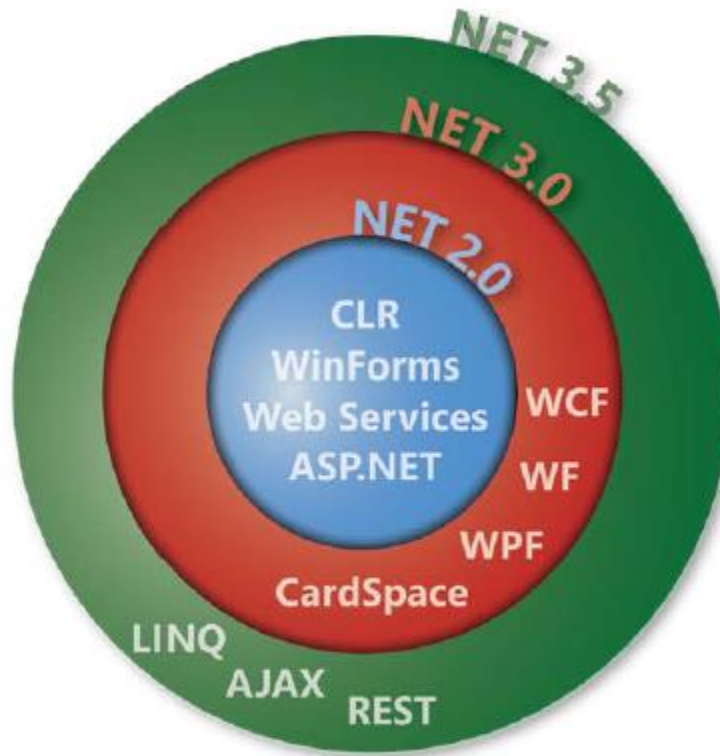 NET 3.5
NET 3.0
NET 2.0
CLR
WinForms
Web Services
ASP.NET
WCF
WF
WPF
CardSpace
LINQ
AJAX
REST